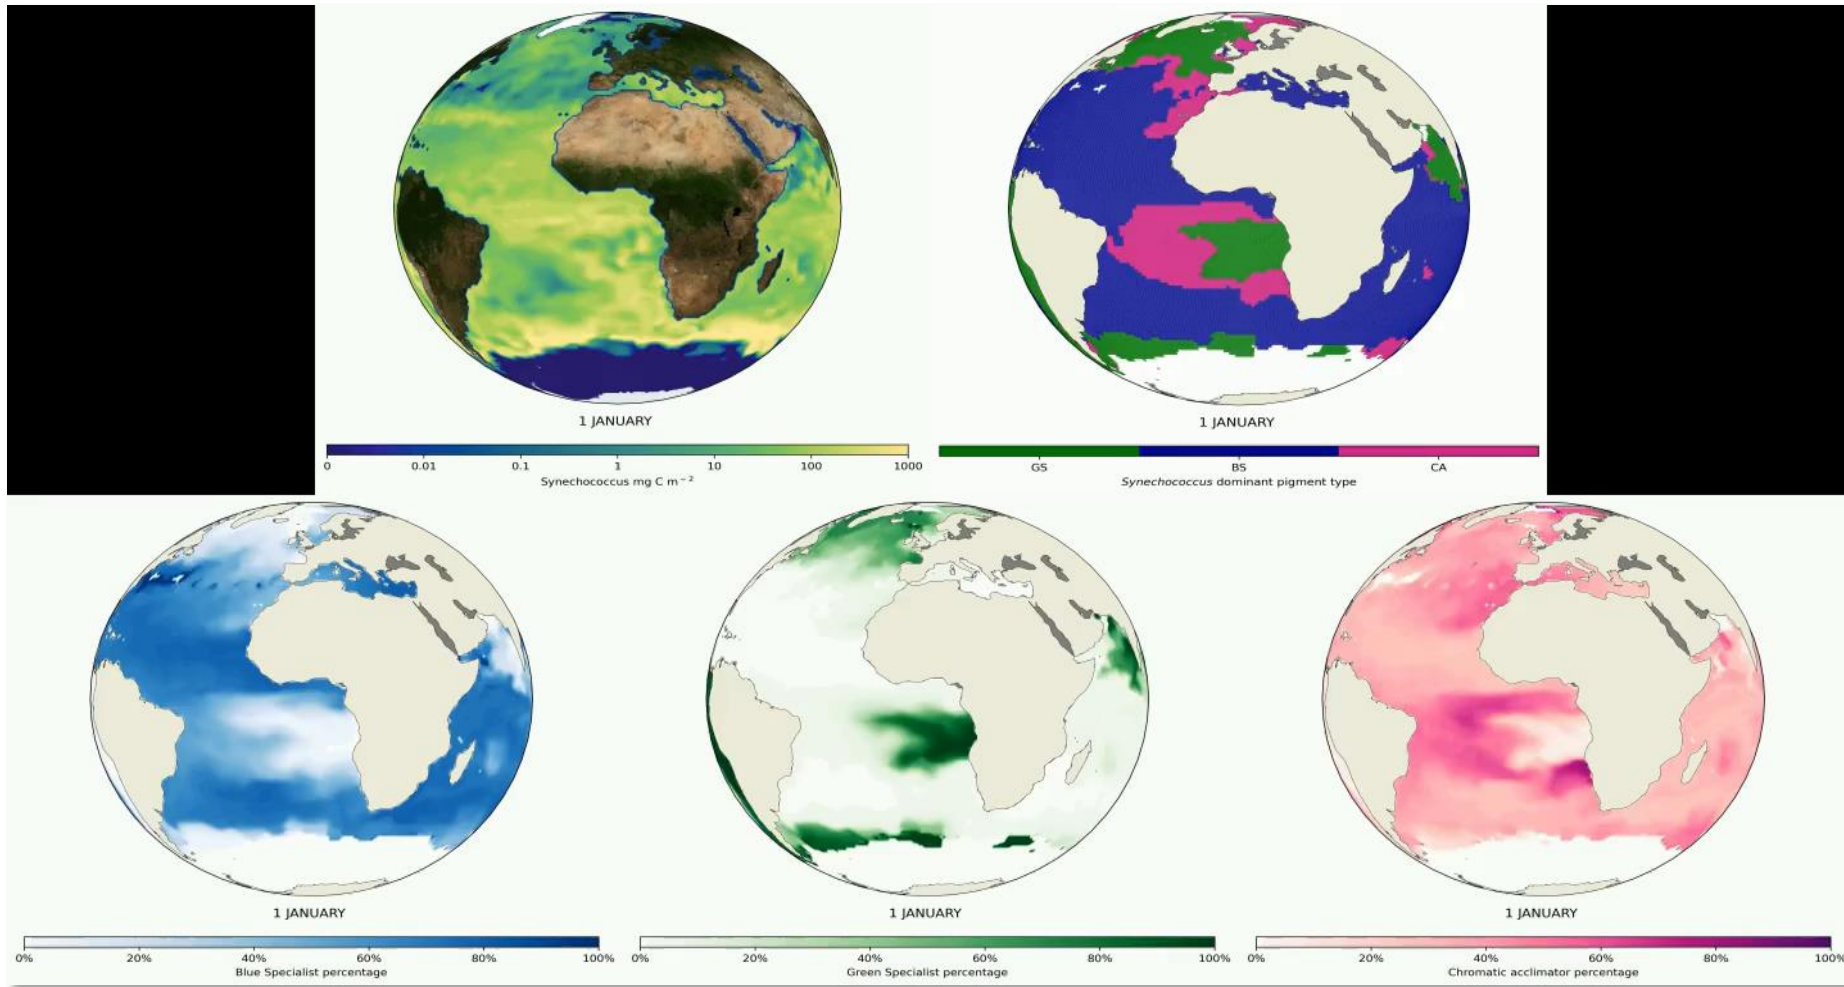 1 JANUARY
0 0.01 0.1 1 10 100 1000
Synechococcus mg C m⁻²
1 JANUARY
GS BS CA
Synechococcus dominant pigment type
1 JANUARY
0% 20% 40% 60% 80% 100%
Blue Specialist percentage
1 JANUARY
0% 20% 40% 60% 80% 100%
Green Specialist percentage
1 JANUARY
0% 20% 40% 60% 80% 100%
Chromatic acclimator percentage